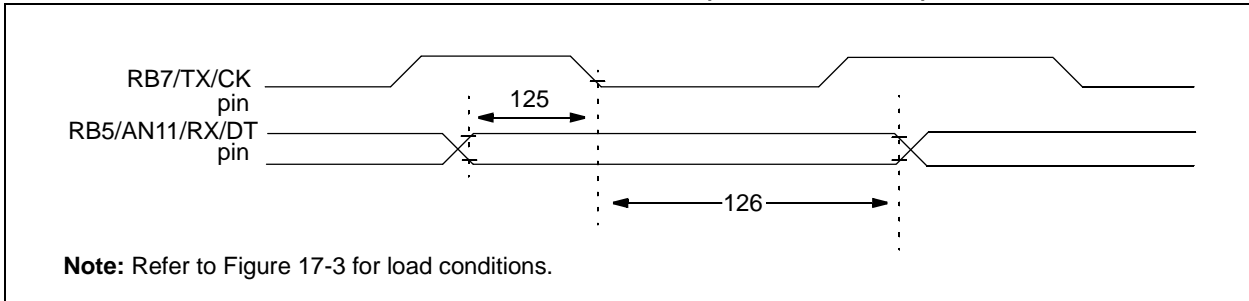 RB7/TX/CK
pin
125
RB5/AN11/RX/DT
pin
126
Note: Refer to Figure 17-3 for load conditions.